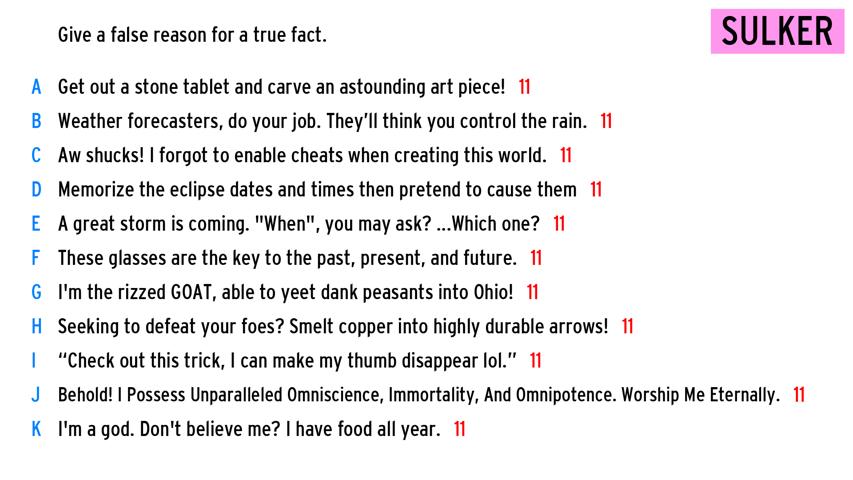 Give a false reason for a true fact.
SULKER
A Get out a stone tablet and carve an astounding art piece! 11
B Weather forecasters, do your job. They’ll think you control the rain. 11
C Aw shucks! I forgot to enable cheats when creating this world. 11
D Memorize the eclipse dates and times then pretend to cause them 11
E A great storm is coming. "When", you may ask? ...Which one? 11
F These glasses are the key to the past, present, and future. 11
G I'm the rizzed GOAT, able to yeet dank peasants into Ohio! 11
H Seeking to defeat your foes? Smelt copper into highly durable arrows! 11
I “Check out this trick, I can make my thumb disappear lol.” 11
J Behold! I Possess Unparalleled Omniscience, Immortality, And Omnipotence. Worship Me Eternally. 11
K I'm a god. Don't believe me? I have food all year. 11